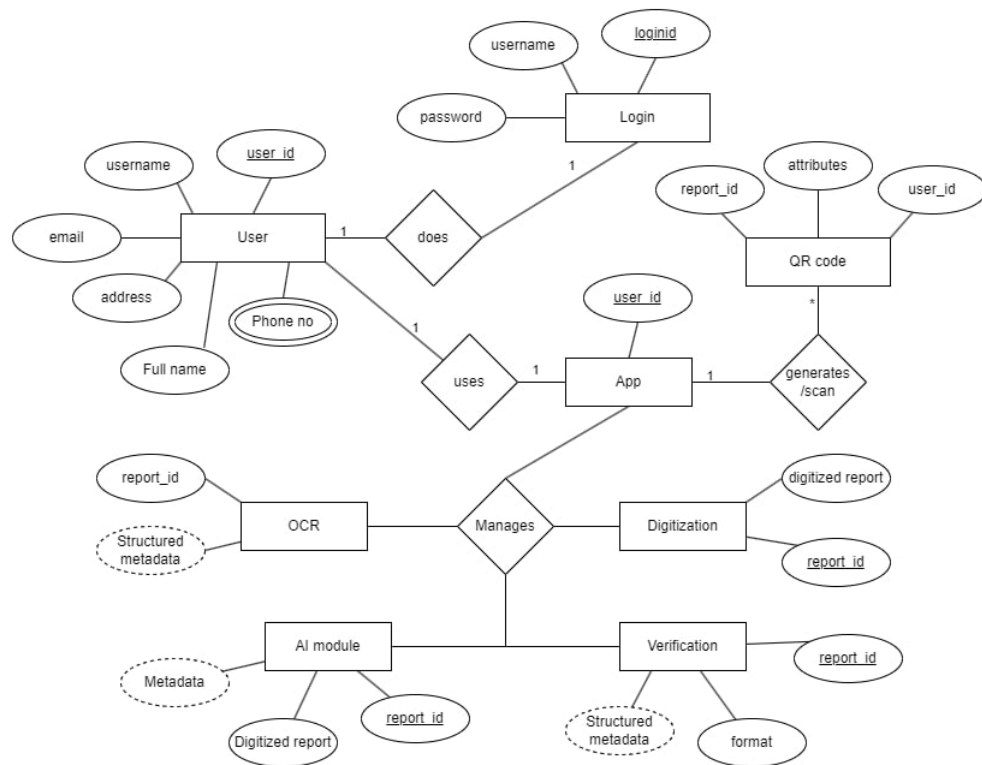 loginid
username
password
Login
1
username
user_id
email
User
1
does
address
Phone no
Full name
attributes
report_id
user_id
QR code
*
user_id
1
uses
1
App
1
generates
/scan
report_id
OCR
Structured
metadata
Manages
digitized report
Digitization
report_id
AI module
Metadata
Digitized report
report_id
Verification
report_id
Structured
metadata
format